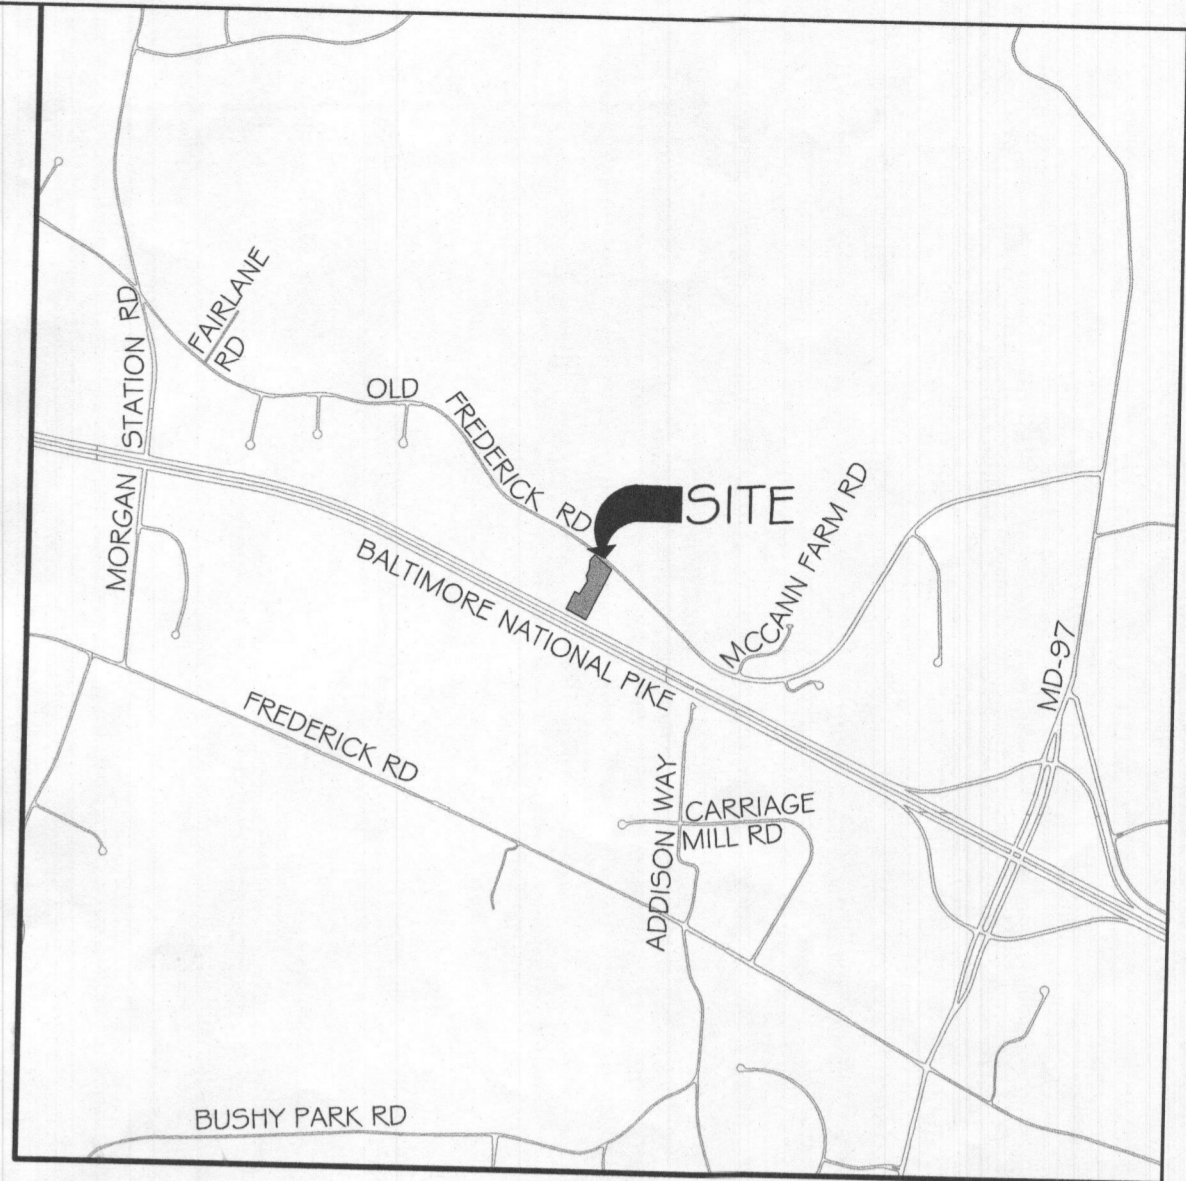 FAIRLANE
RD
MORGAN STATION RD
OLD FREDERICK RD
SITE
MCCANN FARM RD
BALTIMORE NATIONAL PIKE
MD-97
FREDERICK RD
ADDISON WAY
CARRIAGE
MILL RD
BUSHY PARK RD